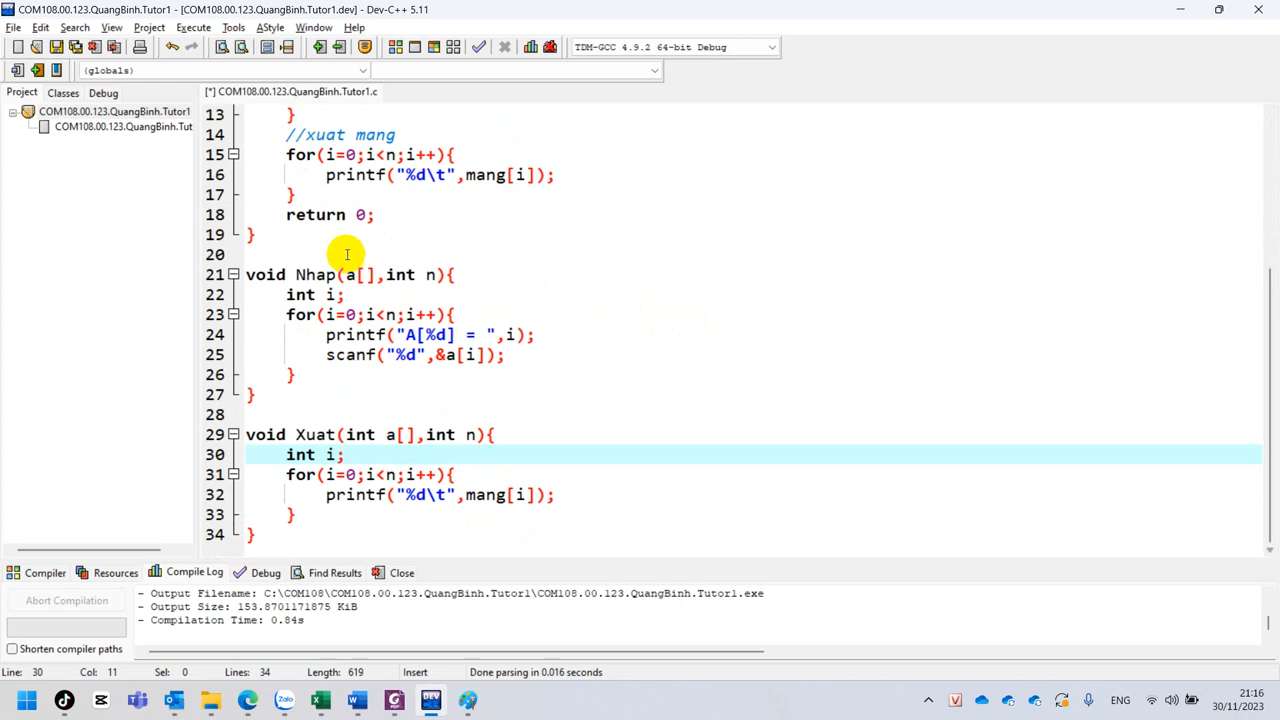 COM108.00.123.QuangBinh.Tutor1 - [COM108.00.123.QuangBinh.Tutor1.dev] - Dev-C++ 5.11
File Edit Search View Project Execute Tools AStyle Window Help
TDM-GCC 4.9.2 64-bit Debug
(globals)
Project Classes Debug
[*] COM108.00.123.QuangBinh.Tutor1.c
COM108.00.123.QuangBinh.Tutor1
COM108.00.123.QuangBinh.Tut
13 }
14 //xuat mang
15 for(i=0;i<n;i++){
16 printf("%d\t",mang[i]);
17 }
18 return 0;
19 }
20
21 void Nhap(a[],int n){
22 int i;
23 for(i=0;i<n;i++){
24 printf("A[%d] = ",i);
25 scanf("%d",&a[i]);
26 }
27 }
28
29 void Xuat(int a[],int n){
30 int i;
31 for(i=0;i<n;i++){
32 printf("%d\t",mang[i]);
33 }
34 }
Compiler Resources Compile Log Debug Find Results Close
Abort Compilation
Shorten compiler paths
- Output Filename: C:\COM108\COM108.00.123.QuangBinh.Tutor1\COM108.00.123.QuangBinh.Tutor1.exe
- Output Size: 153.8701171875 KiB
- Compilation Time: 0.84s
Line: 30 Col: 11 Sel: 0 Lines: 34 Length: 619 Insert Done parsing in 0.016 seconds
ENG
21:16
30/11/2023